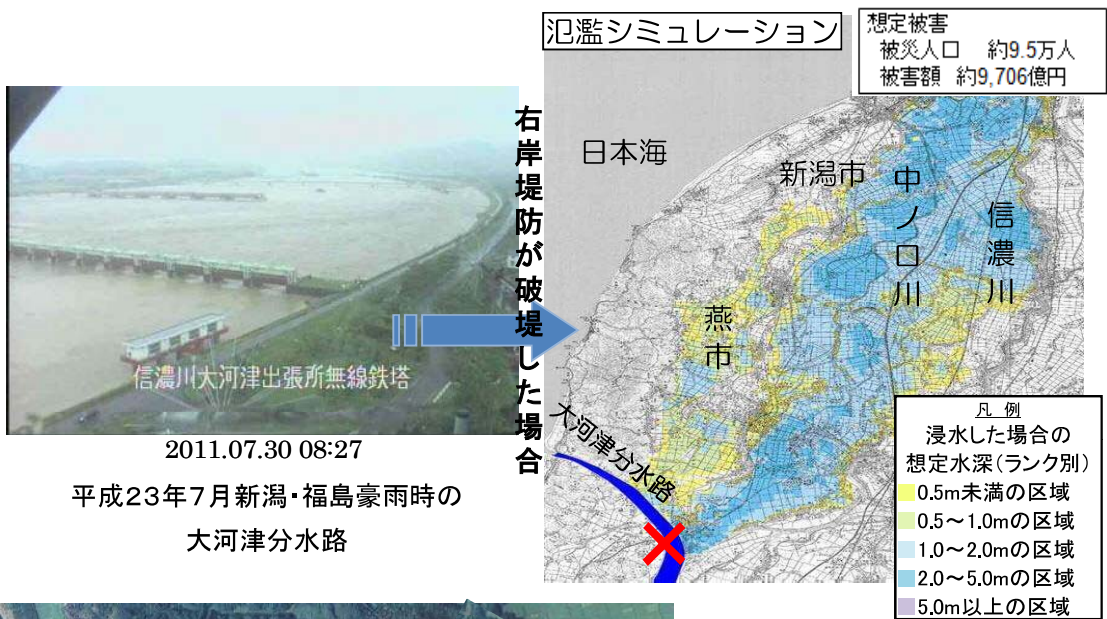 氾濫シミュレーション
想定被害
被災人口 約9.5万人
被害額 約9,706億円
信濃川大河津出張所無線鉄塔
2011.07.30 08:27
平成23年7月新潟・福島豪雨時の
大河津分水路
右岸堤防が破堤した場合
日本海
新潟市
中ノ口川
信濃川
燕市
大河津分水路
凡 例
浸水した場合の
想定水深(ランク別)
0.5m未満の区域
0.5～1.0mの区域
1.0～2.0mの区域
2.0～5.0mの区域
5.0m以上の区域